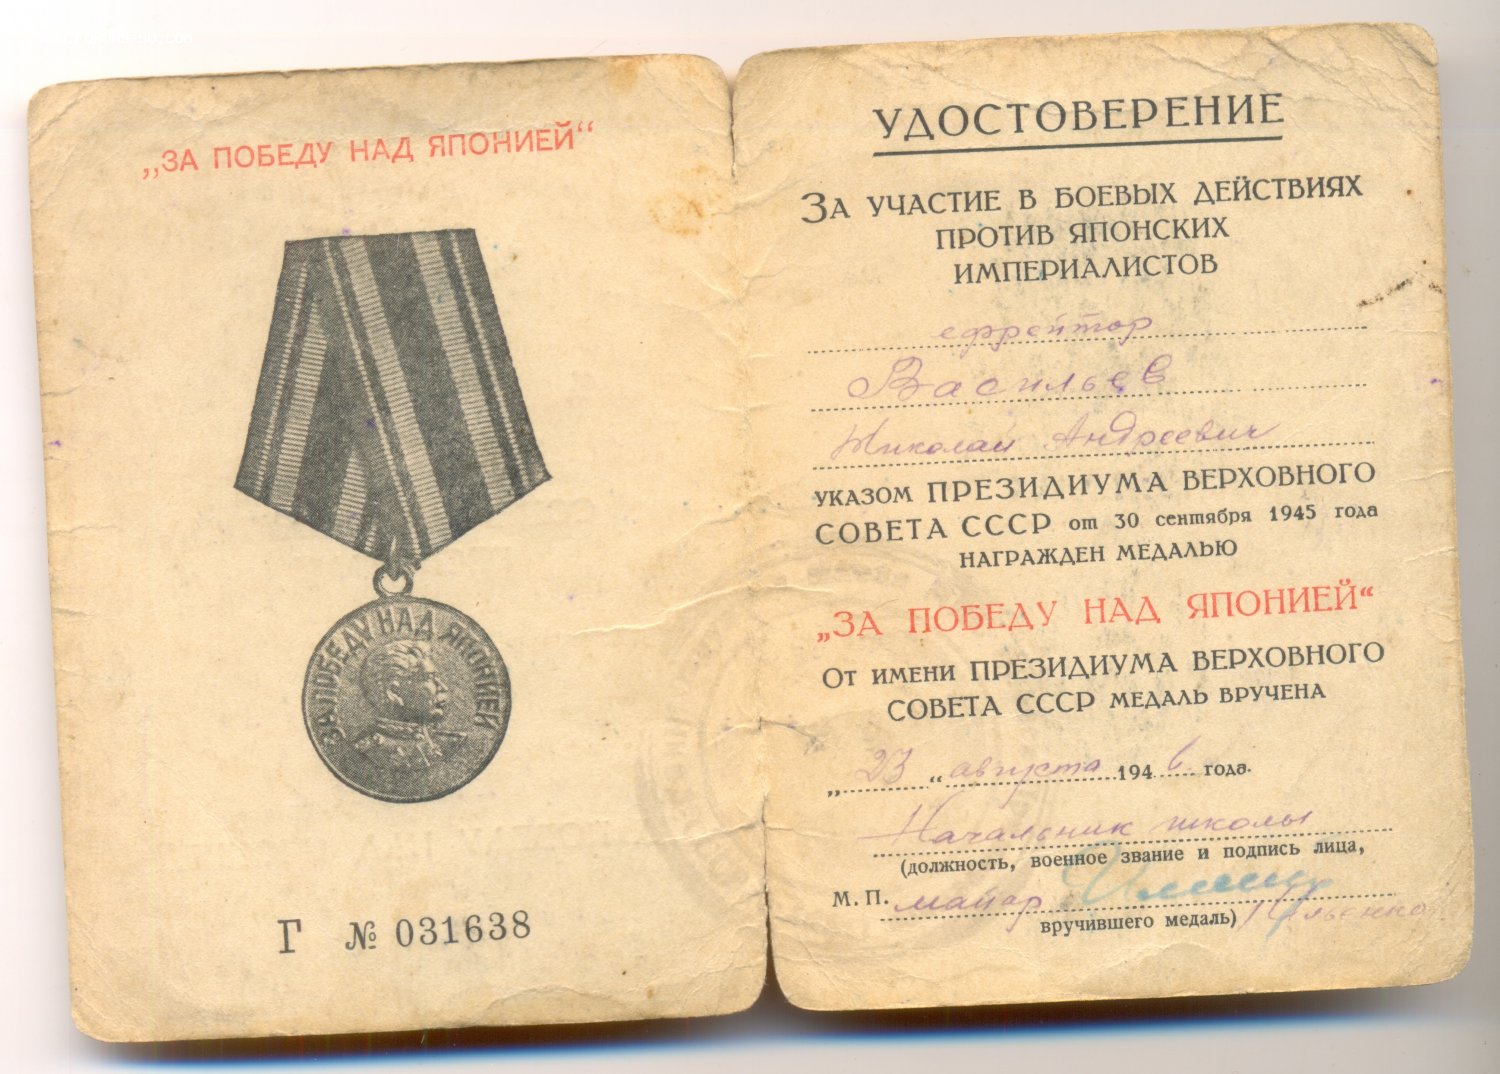 „ЗА ПОБЕДУ НАД ЯПОНИЕЙ“
ЗА ПОБЕДУ НАД ЯПОНИЕЙ
Г № 031638
УДОСТОВЕРЕНИЕ
ЗА УЧАСТИЕ В БОЕВЫХ ДЕЙСТВИЯХ
ПРОТИВ ЯПОНСКИХ
ИМПЕРИАЛИСТОВ
ефрейтор
Васильев
Николай Андреевич
УКАЗОМ ПРЕЗИДИУМА ВЕРХОВНОГО
СОВЕТА СССР от 30 сентября 1945 года
НАГРАЖДЕН МЕДАЛЬЮ
„ЗА ПОБЕДУ НАД ЯПОНИЕЙ“
ОТ ИМЕНИ ПРЕЗИДИУМА ВЕРХОВНОГО
СОВЕТА СССР МЕДАЛЬ ВРУЧЕНА
„23“ августа 1946 года.
Начальник школы
(должность, военное звание и подпись лица,
М. П. майор
вручившего медаль)